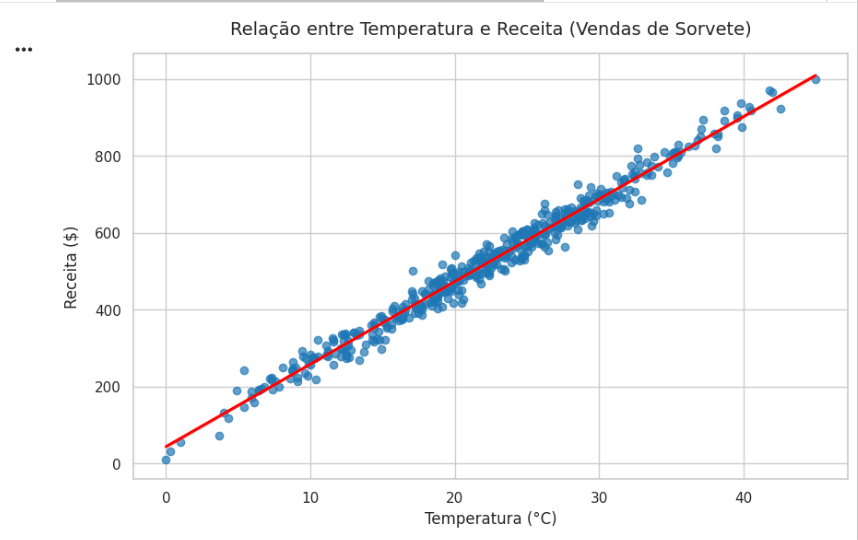 Relação entre Temperatura e Receita (Vendas de Sorvete)
...
1000
800
600
400
200
0
Receita ($)
0 10 20 30 40
Temperatura (°C)